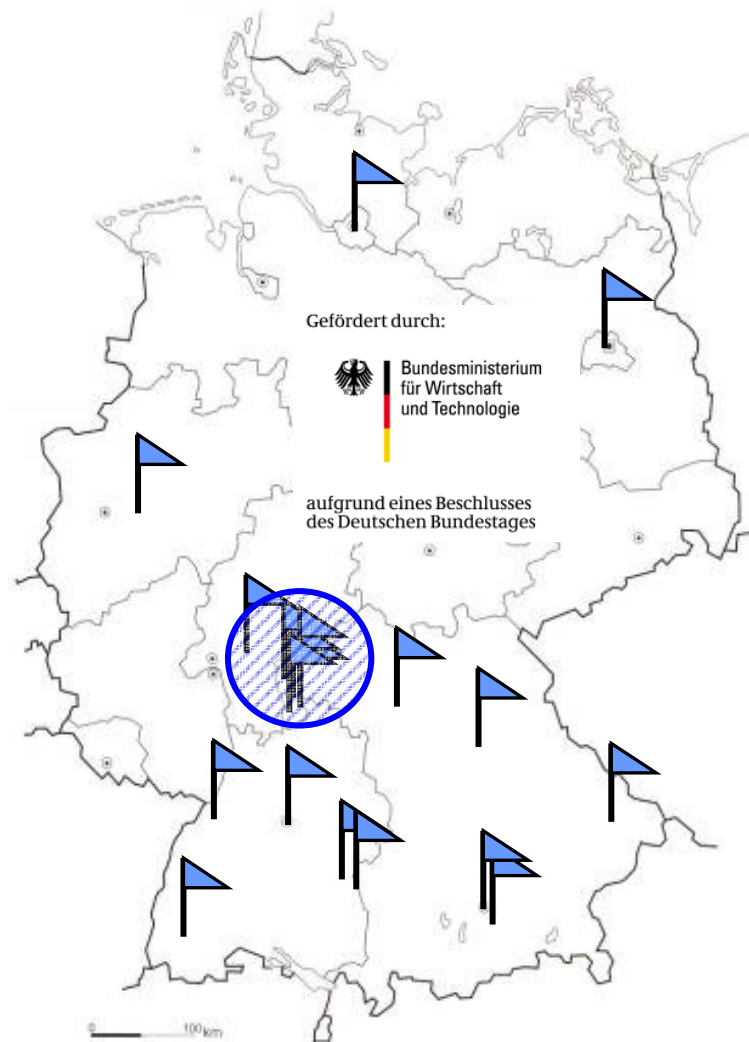 Gefördert durch:
Bundesministerium
für Wirtschaft
und Technologie
aufgrund eines Beschlusses
des Deutschen Bundestages
0 100 km